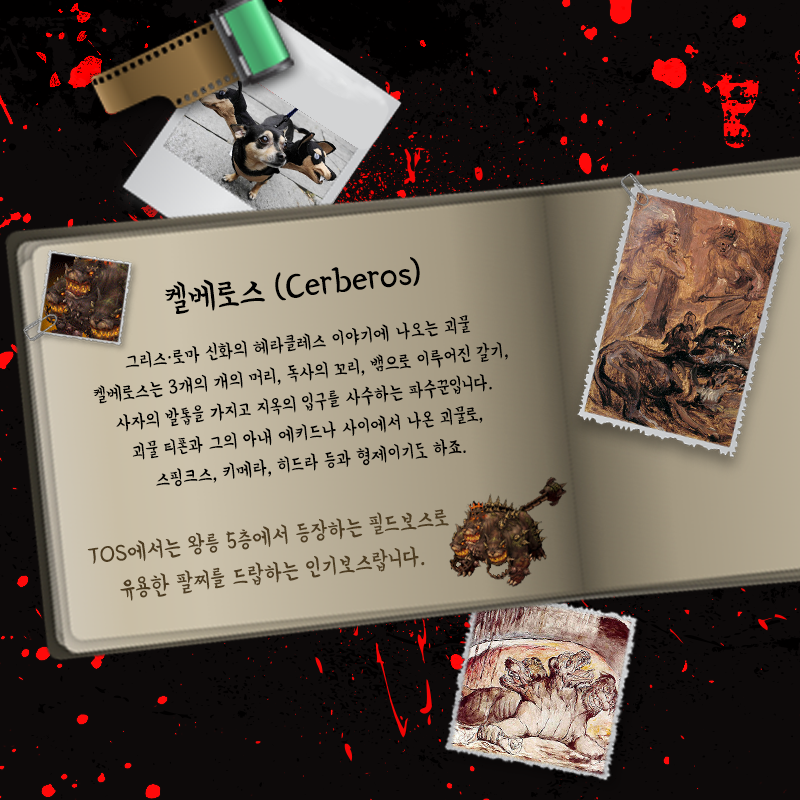 켈베로스 (Cerberos)
그리스·로마 신화의 헤라클레스 이야기에 나오는 괴물
켈베로스는 3개의 개의 머리, 독사의 꼬리, 뱀으로 이루어진 갈기,
사자의 발톱을 가지고 지옥의 입구를 사수하는 파수꾼입니다.
괴물 티폰과 그의 아내 에키드나 사이에서 나온 괴물로,
스핑크스, 키메라, 히드라 등과 형제이기도 하죠.
TOS에서는 왕릉 5층에서 등장하는 필드보스로
유용한 팔찌를 드랍하는 인기보스랍니다.